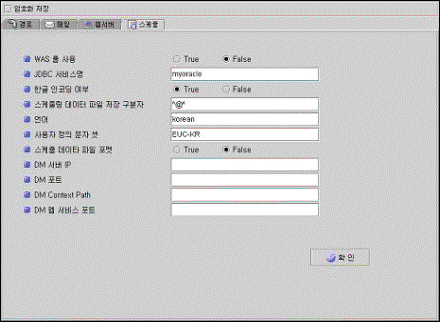 암호화 저장
경로 메일 웹서버 스케줄
WAS 풀 사용 True False
JDBC 서비스명 myoracle
한글 인코딩 여부 True False
스케줄링 데이터 파일 저장 구분자 ^@^
언어 korean
사용자 정의 문자 셋 EUC-KR
스케줄 데이타 파일 포맷 True False
DM 서버 IP
DM 포트
DM Context Path
DM 웹 서비스 포트
확 인